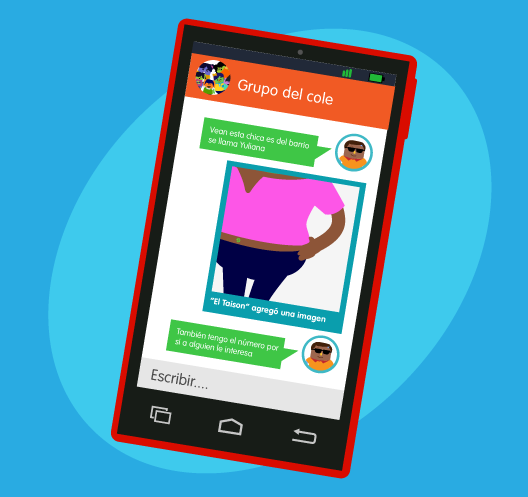 Grupo del cole
Vean esta chica es del barrio
se llama Yuliana
"El Taison" agregó una imagen
También tengo el número por
si a alguien le interesa
Escribir....